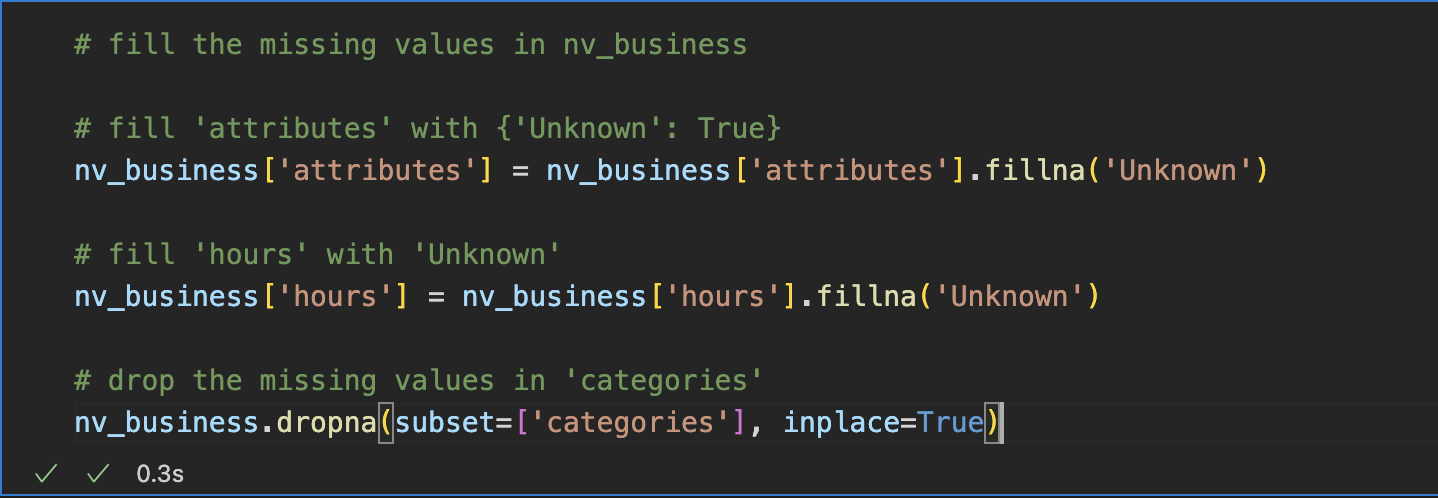 # fill the missing values in nv_business
# fill 'attributes' with {'Unknown': True}
nv_business['attributes'] = nv_business['attributes'].fillna('Unknown')
# fill 'hours' with 'Unknown'
nv_business['hours'] = nv_business['hours'].fillna('Unknown')
# drop the missing values in 'categories'
nv_business.dropna(subset=['categories'], inplace=True)
0.3s